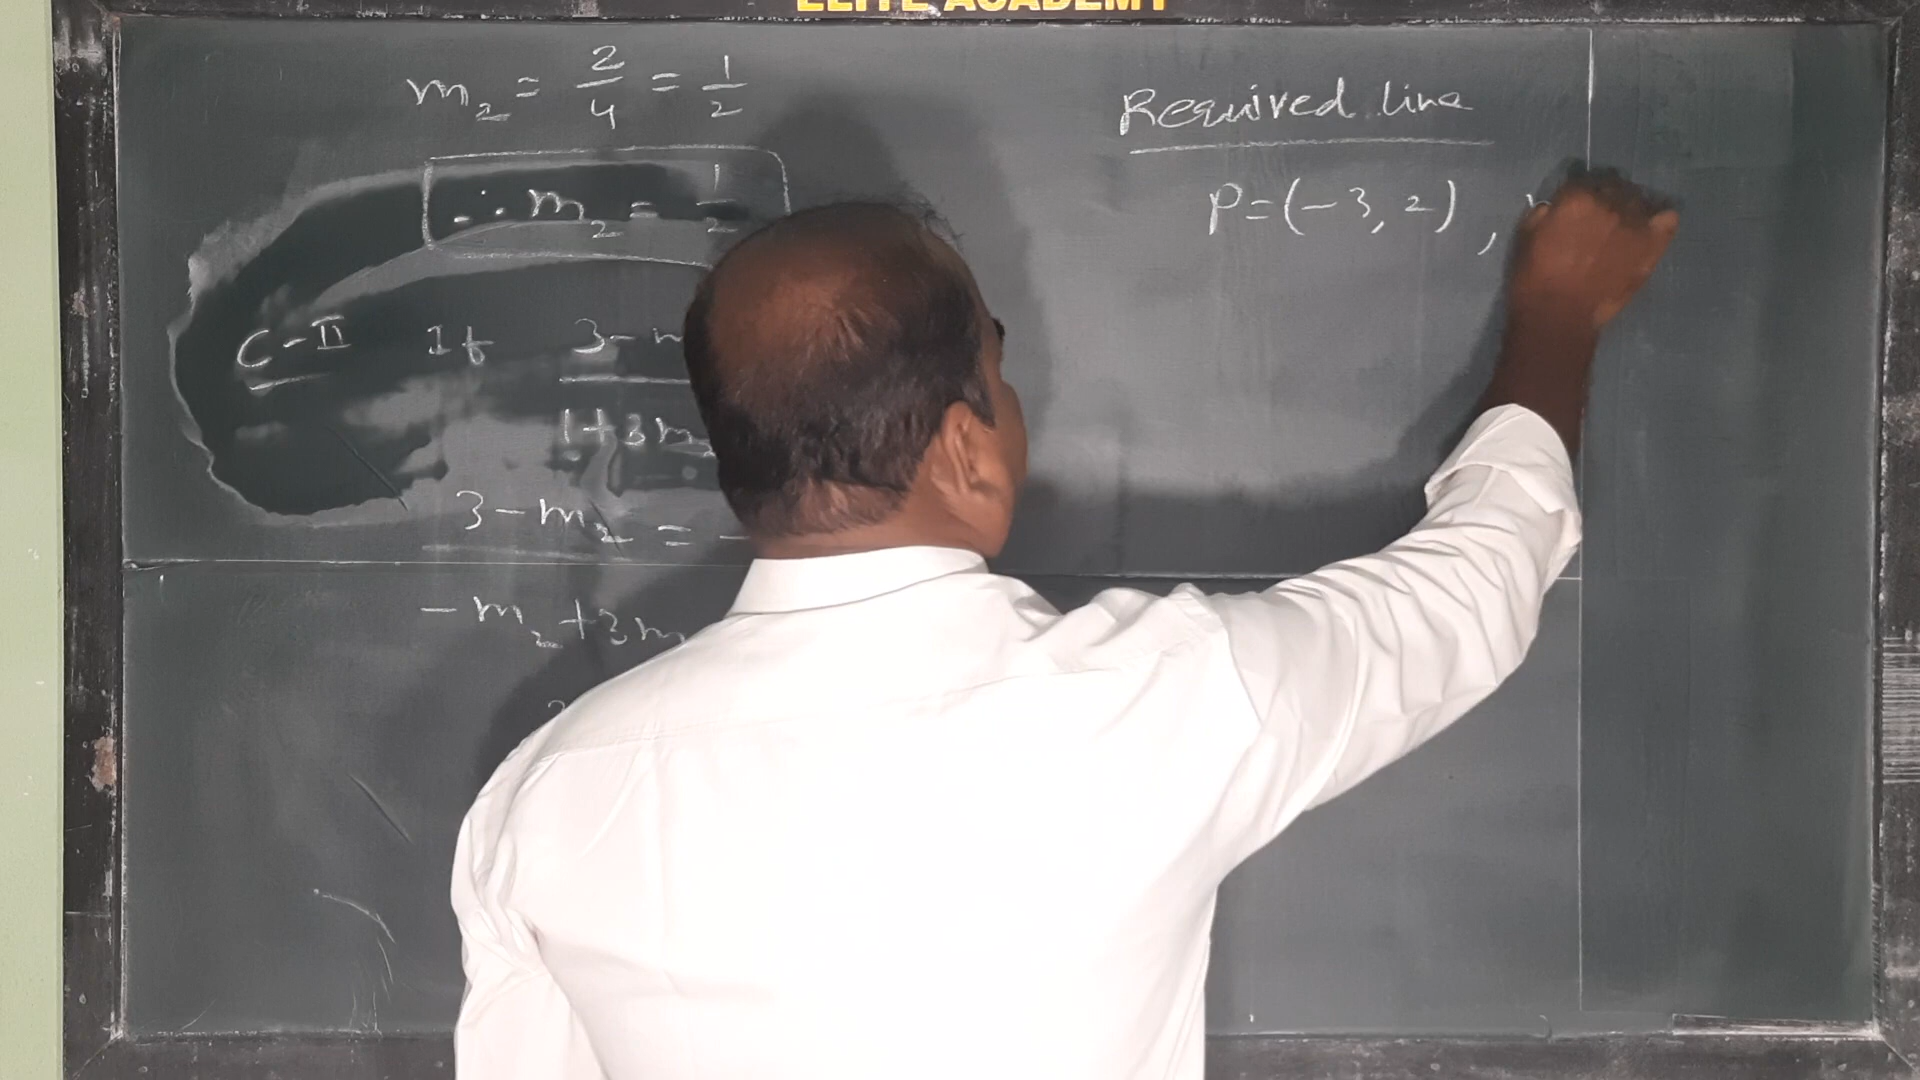 ELITE ACADEMY
m₂ = 2/4 = 1/2
∴ m₂ = 1/2
C-II If 3-m
1+3m
3-m₂ = -
-m₂+3m
Required line
P=(-3, 2) ,